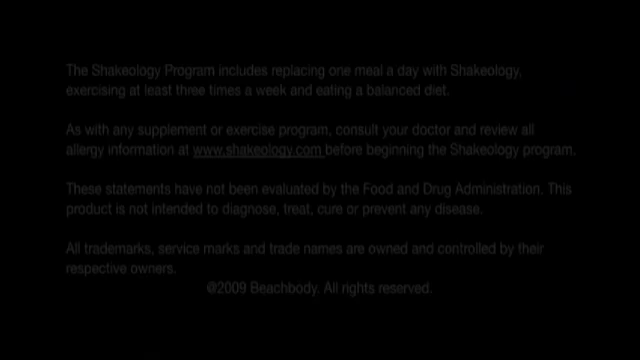 The Shakeology Program includes replacing one meal a day with Shakeology,
exercising at least three times a week and eating a balanced diet.
As with any supplement or exercise program, consult your doctor and review all
allergy information at www.shakeology.com before beginning the Shakeology program.
These statements have not been evaluated by the Food and Drug Administration. This
product is not intended to diagnose, treat, cure or prevent any disease.
All trademarks, service marks and trade names are owned and controlled by their
respective owners.
@2009 Beachbody. All rights reserved.